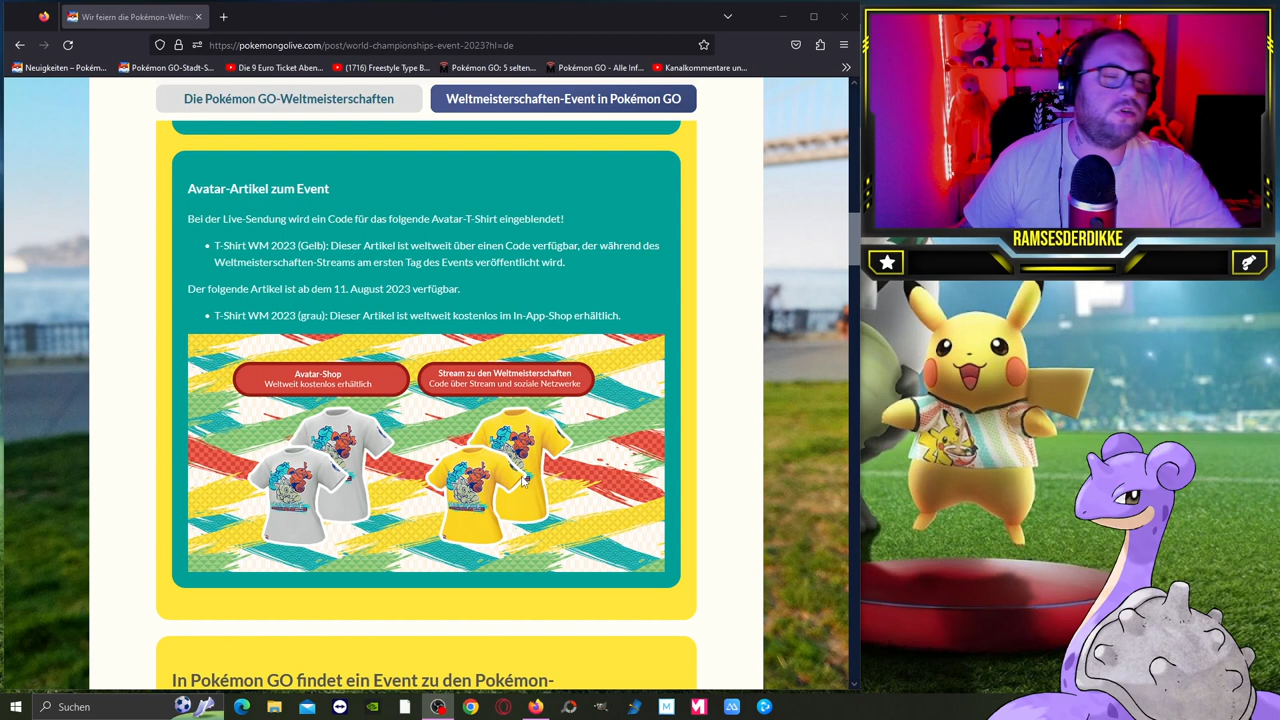 Wir feiern die Pokémon-Weltm
https://pokemongolive.com/post/world-championships-event-2023?hl=de
Neuigkeiten – Pokém...
Pokémon GO-Stadt-S...
Die 9 Euro Ticket Aben...
(1716) Freestyle Type B...
Pokémon GO: 5 selten...
Pokémon GO - Alle Inf...
Kanalkommentare un...
Die Pokémon GO-Weltmeisterschaften
Weltmeisterschaften-Event in Pokémon GO
Avatar-Artikel zum Event
Bei der Live-Sendung wird ein Code für das folgende Avatar-T-Shirt eingeblendet!
• T-Shirt WM 2023 (Gelb): Dieser Artikel ist weltweit über einen Code verfügbar, der während des
Weltmeisterschaften-Streams am ersten Tag des Events veröffentlicht wird.
Der folgende Artikel ist ab dem 11. August 2023 verfügbar.
• T-Shirt WM 2023 (grau): Dieser Artikel ist weltweit kostenlos im In-App-Shop erhältlich.
Avatar-Shop
Weltweit kostenlos erhältlich
Stream zu den Weltmeisterschaften
Code über Stream und soziale Netzwerke
In Pokémon GO findet ein Event zu den Pokémon-
RAMSESDERDIKKE
Suchen